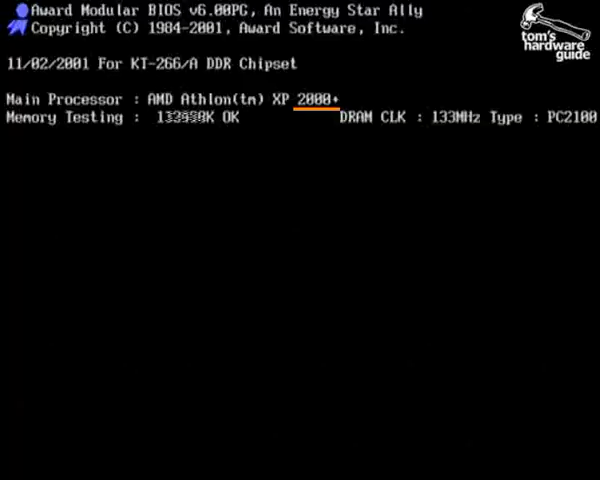 Award Modular BIOS v6.00PG, An Energy Star Ally
Copyright (C) 1984-2001, Award Software, Inc.
tom's
hardware
guide
11/02/2001 For KT-266/A DDR Chipset
Main Processor : AMD Athlon(tm) XP 2000+
Memory Testing : OK DRAM CLK : 133MHz Type : PC2100